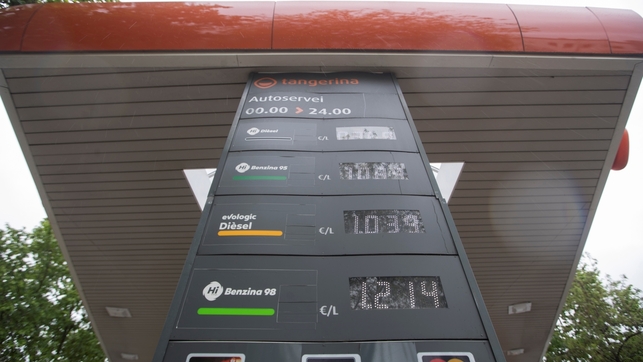 tangerina
Autoservei
00.00 > 24.00
Hi Dièsel €/L
Hi Benzina 95 €/L
evologic
Dièsel 1.039 €/L
Hi Benzina 98 1.214 €/L